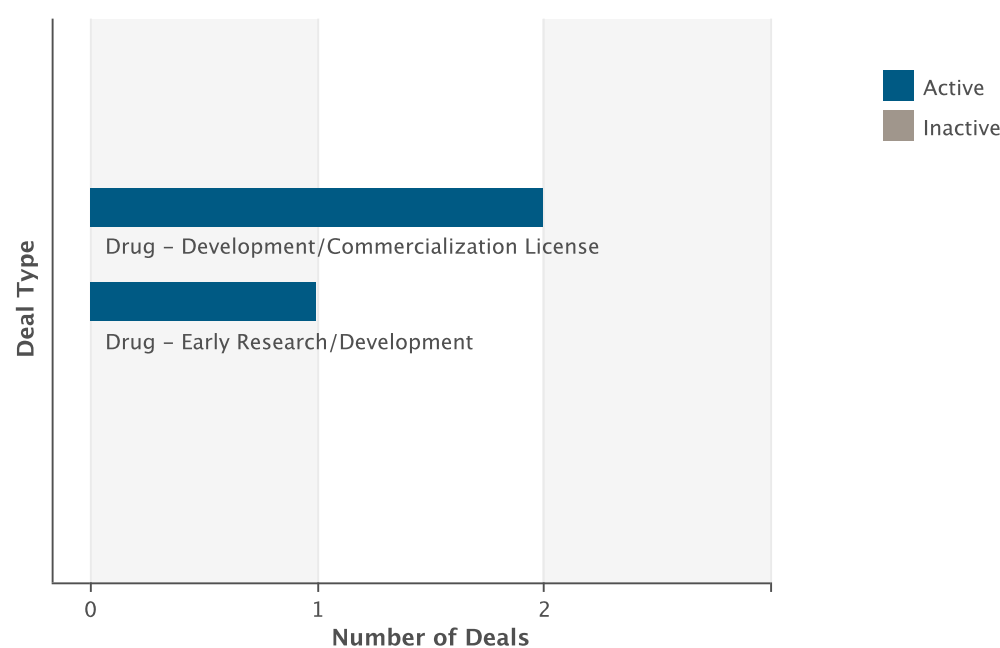 Active
Inactive
Drug – Development/Commercialization License
Drug – Early Research/Development
Deal Type
0 1 2
Number of Deals